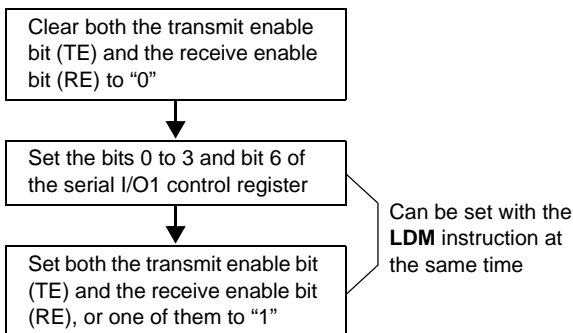 Clear both the transmit enable
bit (TE) and the receive enable
bit (RE) to “0”
Set the bits 0 to 3 and bit 6 of
the serial I/O1 control register
Can be set with the
LDM instruction at
the same time
Set both the transmit enable bit
(TE) and the receive enable bit
(RE), or one of them to “1”